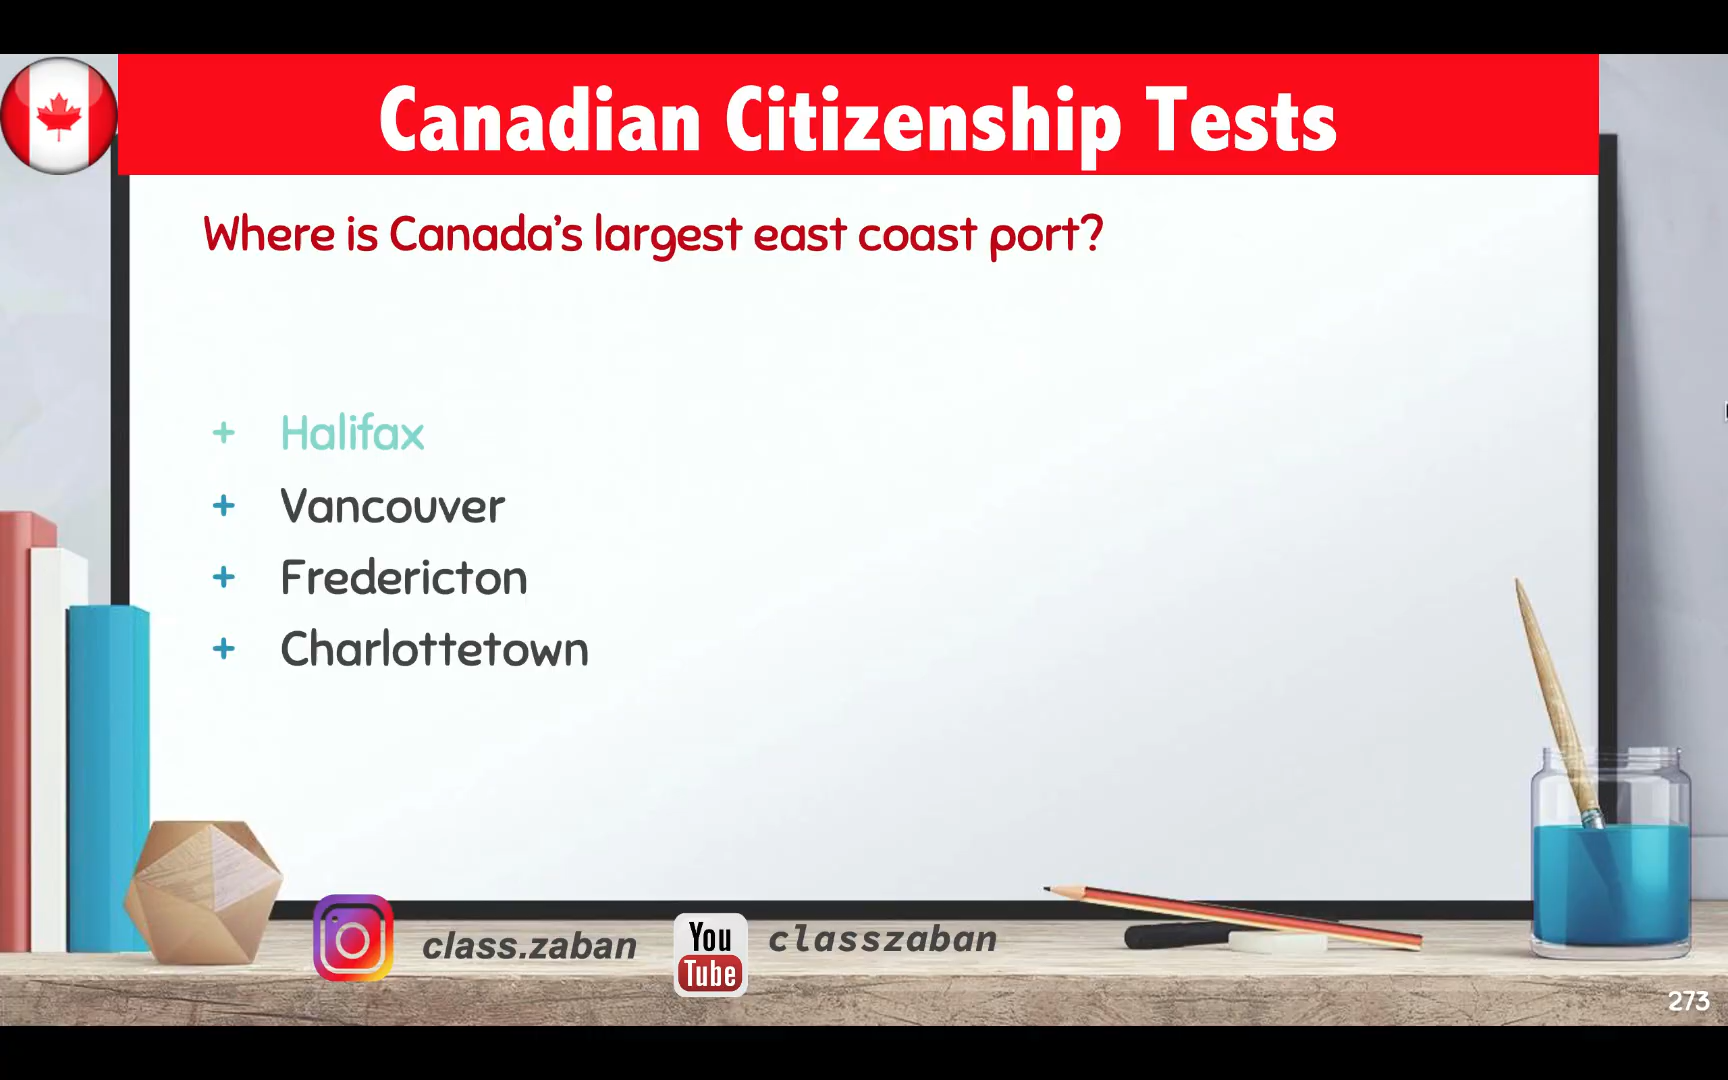 Canadian Citizenship Tests
Where is Canada's largest east coast port?
+ Halifax
+ Vancouver
+ Fredericton
+ Charlottetown
class.zaban
You
Tube
classzaban
273